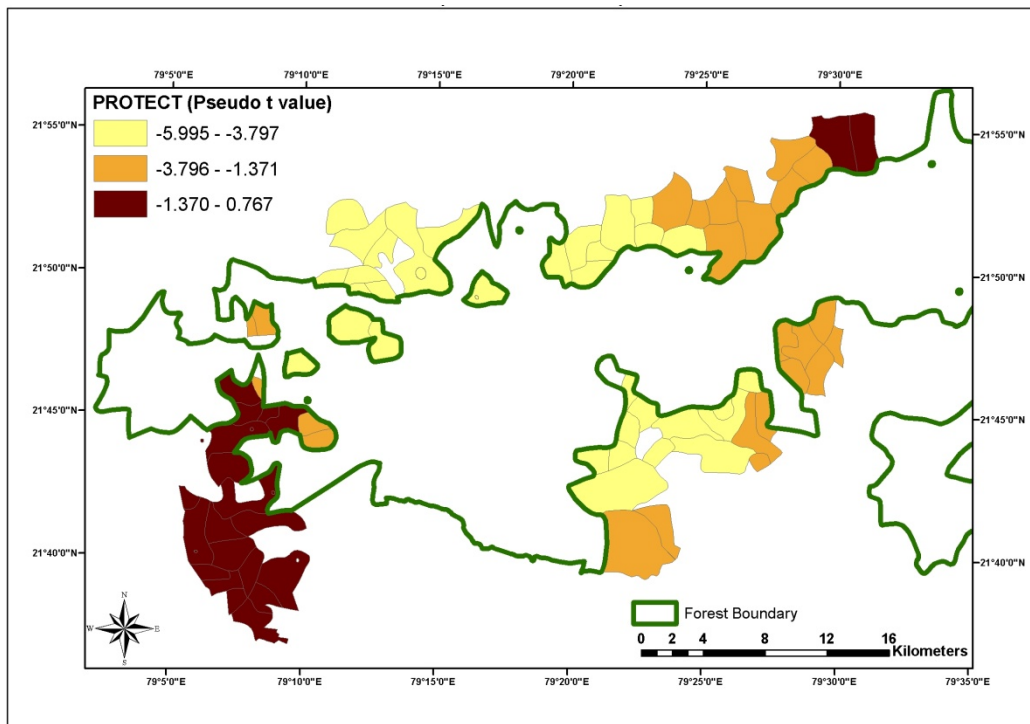 79°5'0"E 79°10'0"E 79°15'0"E 79°20'0"E 79°25'0"E 79°30'0"E
PROTECT (Pseudo t value)
-5.995 - -3.797
-3.796 - -1.371
-1.370 - 0.767
21°55'0"N 21°55'0"N
21°50'0"N 21°50'0"N
21°45'0"N 21°45'0"N
21°40'0"N 21°40'0"N
N
W E
S
Forest Boundary
0 2 4 8 12 16
Kilometers
79°5'0"E 79°10'0"E 79°15'0"E 79°20'0"E 79°25'0"E 79°30'0"E 79°35'0"E